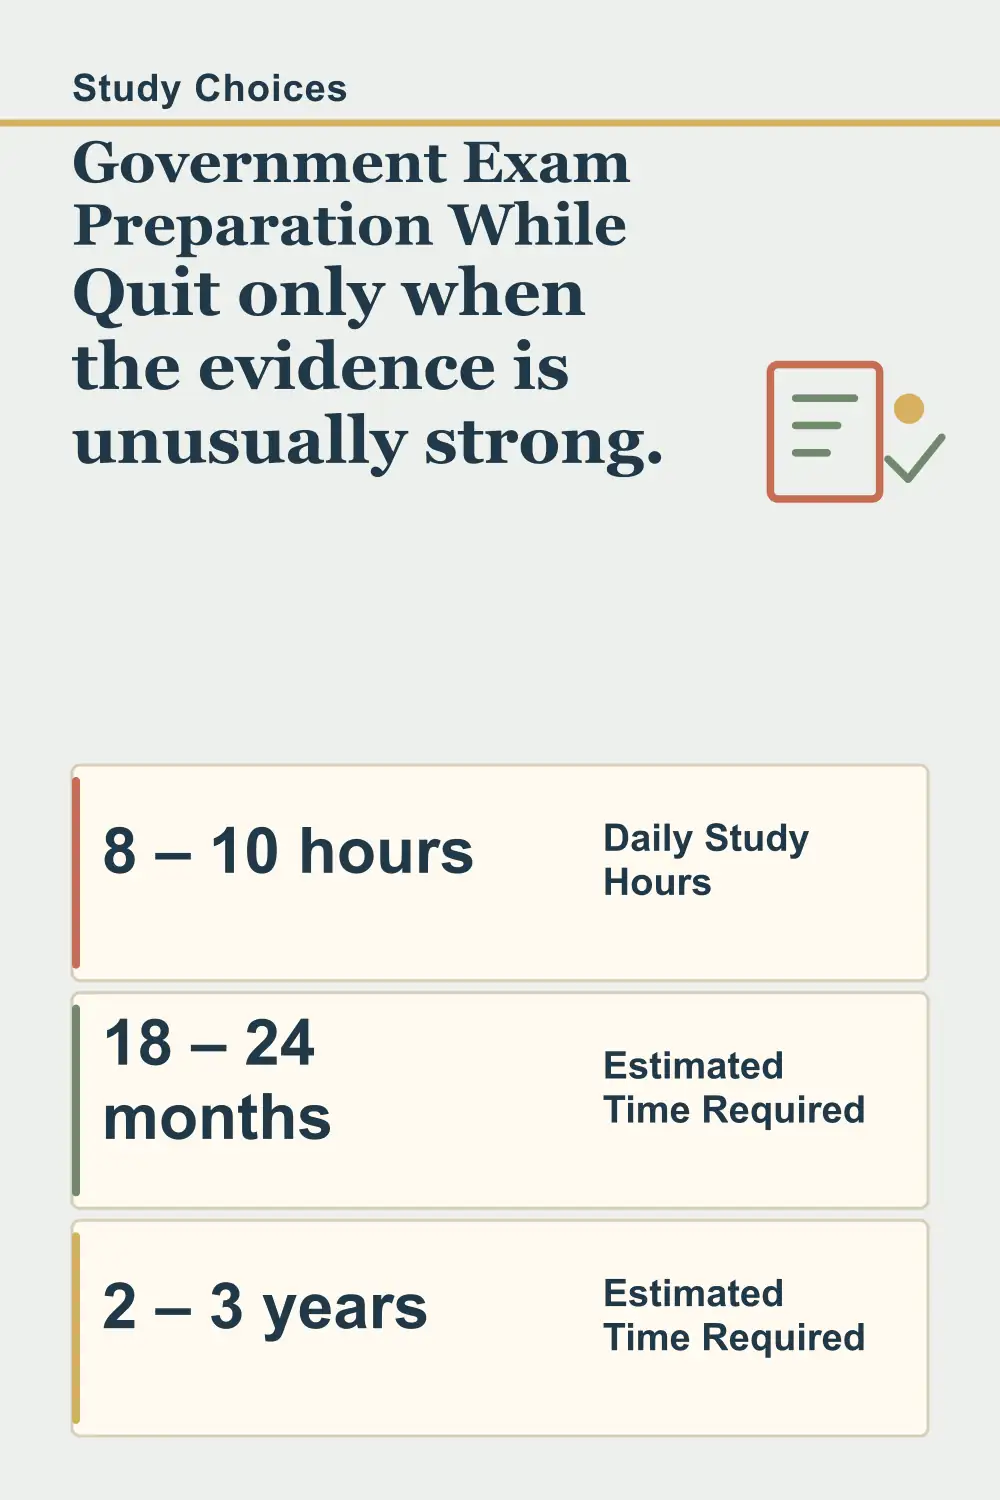 Study Choices
Government Exam
Preparation While
Quit only when
the evidence is
unusually strong.
8 – 10 hours
Daily Study
Hours
18 – 24
months
Estimated
Time Required
2 – 3 years
Estimated
Time Required